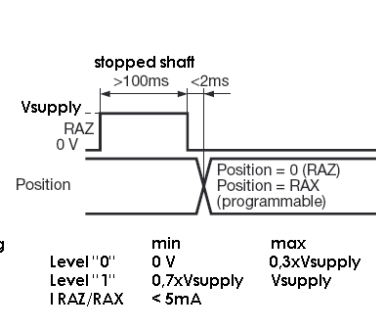 stopped shaft
>100ms <2ms
Vsupply
RAZ
0 V
Position
Position = 0 (RAZ)
Position = RAX
(programmable)
g
min max
Level "0" 0 V 0,3xVsupply
Level "1" 0,7xVsupply Vsupply
I RAZ/RAX < 5mA